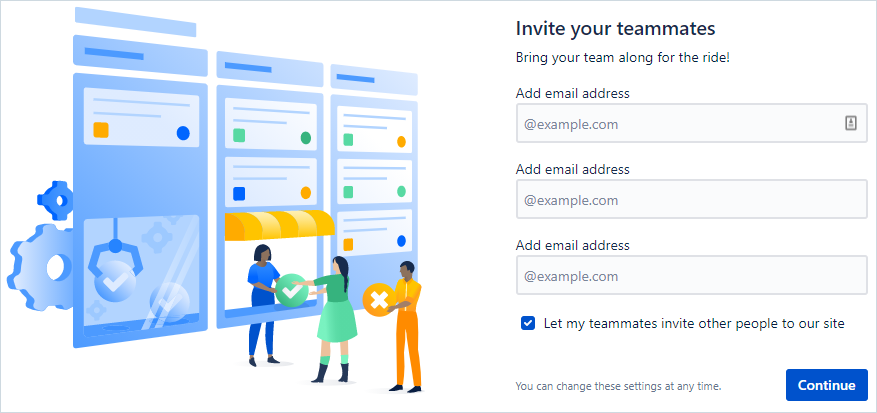 Invite your teammates
Bring your team along for the ride!
Add email address
@example.com
Add email address
@example.com
Add email address
@example.com
Let my teammates invite other people to our site
You can change these settings at any time.
Continue